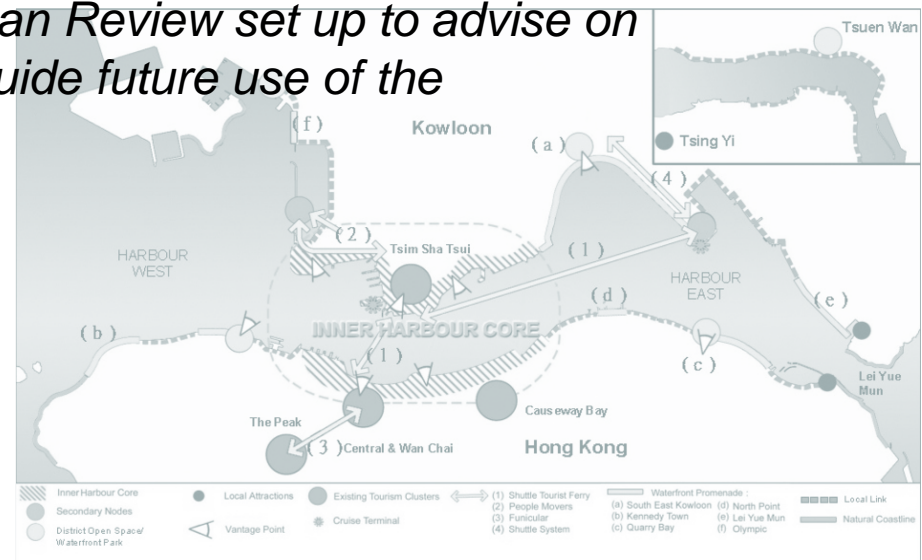 an Review set up to advise on
uide future use of the
Tsuen Wan
Tsing Yi
(f)
Kowloon
(a)
(4)
(2)
Tsim Sha Tsui
(1)
HARBOUR
WEST
HARBOUR
EAST
(d)
(e)
INNER HARBOUR CORE
(b)
(1)
(c)
Lei Yue
Mun
The Peak
Causeway Bay
(3)
Central & Wan Chai
Hong Kong
Inner Harbour Core
Secondary Nodes
District Open Space/
Waterfront Park
Local Attractions
Vantage Point
Existing Tourism Clusters
Cruise Terminal
(1) Shuttle Tourist Ferry
(2) People Movers
(3) Funicular
(4) Shuttle System
Waterfront Promenade :
(a) South East Kowloon (d) North Point
(b) Kennedy Town (e) Lei Yue Mun
(c) Quarry Bay (f) Olympic
Local Link
Natural Coastline